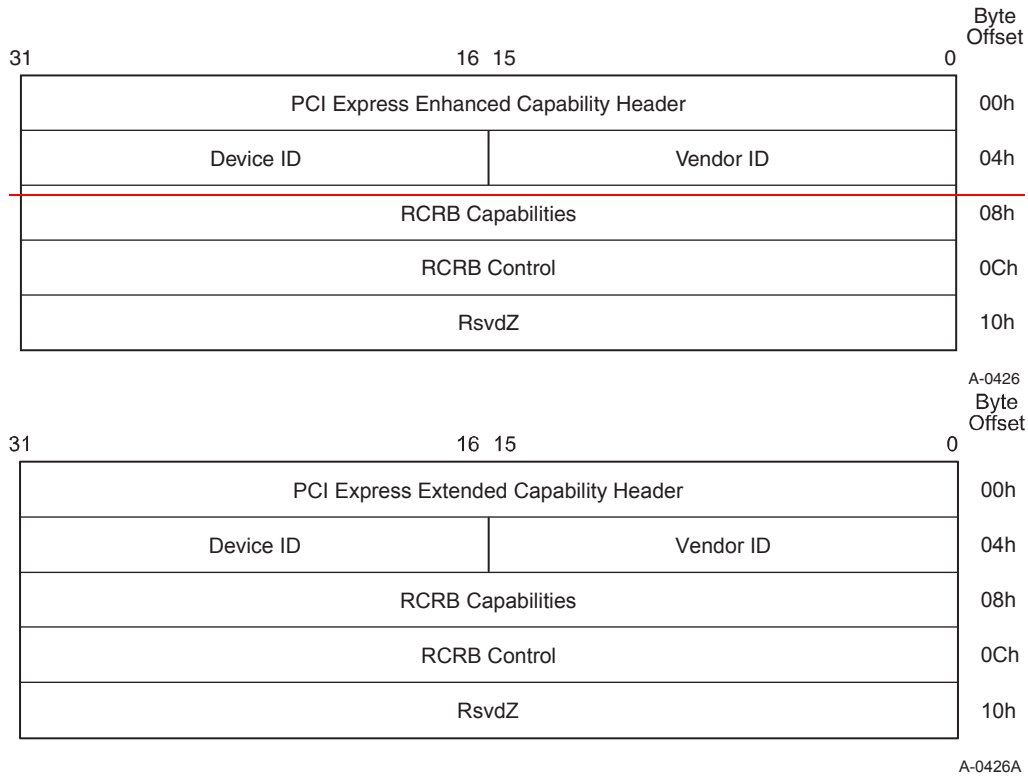 Byte
Offset
31 16 15 0
PCI Express Enhanced Capability Header 00h
Device ID Vendor ID 04h
RCRB Capabilities 08h
RCRB Control 0Ch
RsvdZ 10h
A-0426
Byte
Offset
31 16 15 0
PCI Express Extended Capability Header 00h
Device ID Vendor ID 04h
RCRB Capabilities 08h
RCRB Control 0Ch
RsvdZ 10h
A-0426A